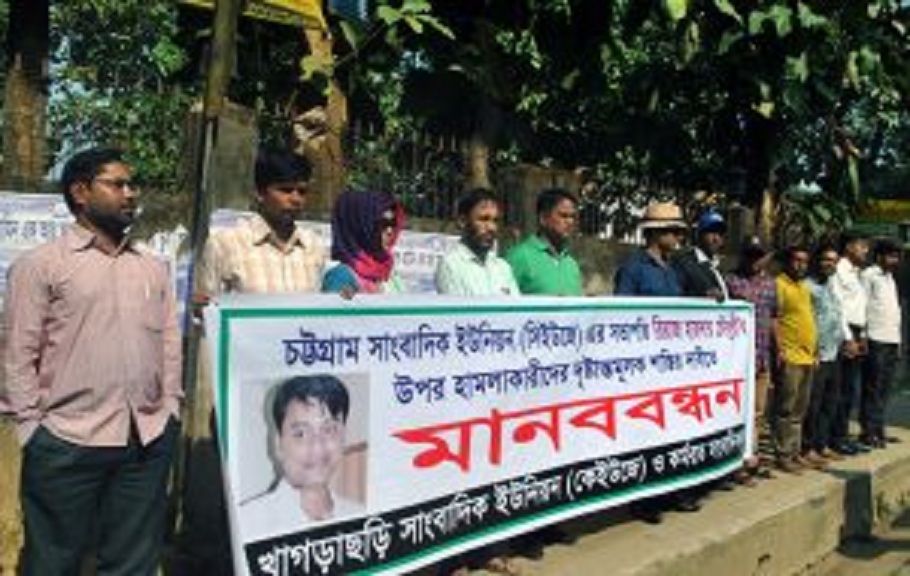 চট্টগ্রাম সাংবাদিক ইউনিয়ন (সিইউজে) এর সভাপতি রিয়াজ হায়দার চৌধুরীর
উপর হামলাকারীদের দৃষ্টান্তমূলক শাস্তির দাবীতে
মানববন্ধন
খাগড়াছড়ি সাংবাদিক ইউনিয়ন (কেইউজে) ও কর্মরত সাংবাদিক